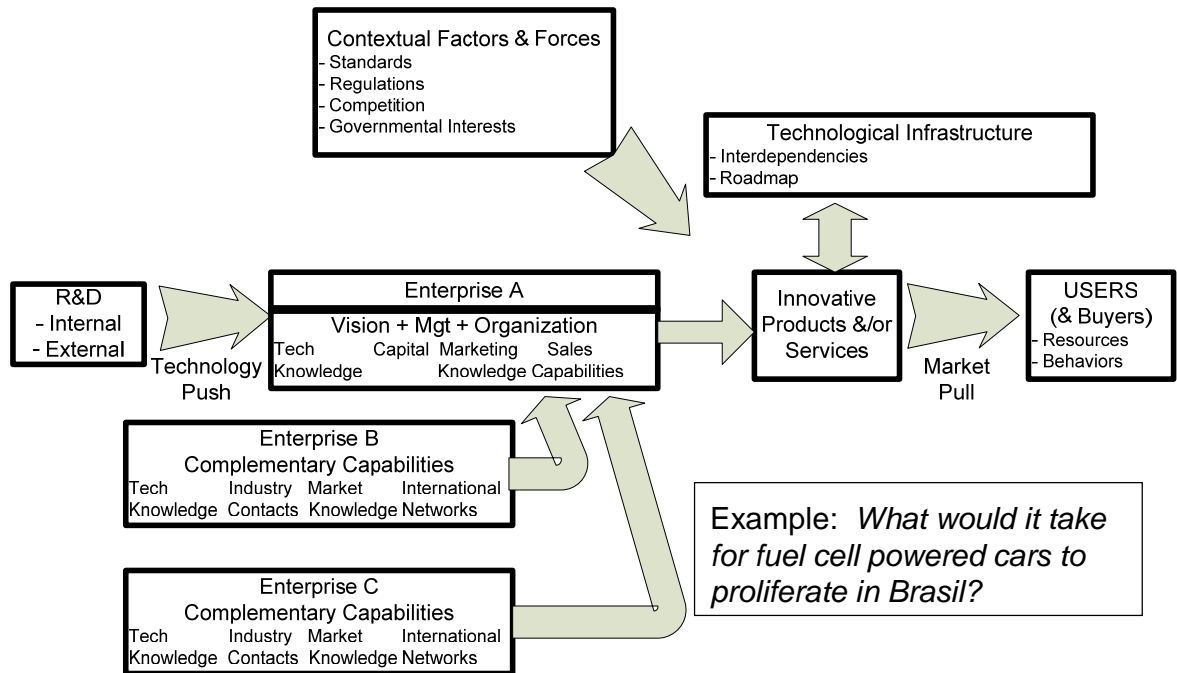 Contextual Factors & Forces
- Standards
- Regulations
- Competition
- Governmental Interests
Technological Infrastructure
- Interdependencies
- Roadmap
R&D
- Internal
- External
Technology
Push
Enterprise A
Vision + Mgt + Organization
Tech Capital Marketing Sales
Knowledge Knowledge Capabilities
Innovative
Products &/or
Services
Market
Pull
USERS
(& Buyers)
- Resources
- Behaviors
Enterprise B
Complementary Capabilities
Tech Industry Market International
Knowledge Contacts Knowledge Networks
Enterprise C
Complementary Capabilities
Tech Industry Market International
Knowledge Contacts Knowledge Networks
Example: What would it take
for fuel cell powered cars to
proliferate in Brasil?